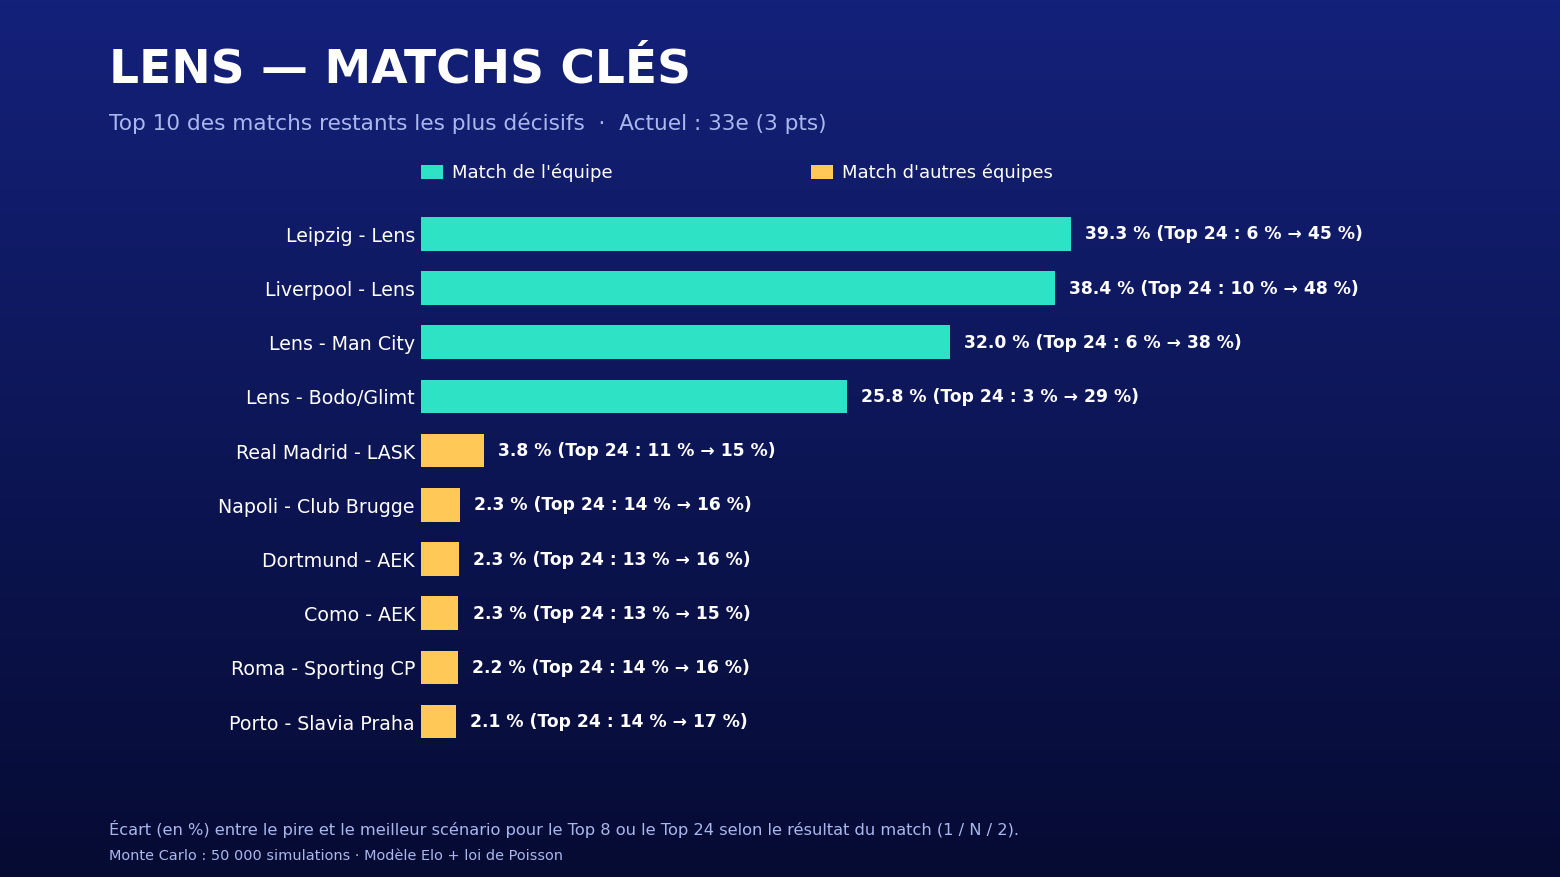 LENS — MATCHS CLÉS
Top 10 des matchs restants les plus décisifs · Actuel : 33e (3 pts)
Match de l'équipe
Match d'autres équipes
Leipzig - Lens 39.3 % (Top 24 : 6 % → 45 %)
Liverpool - Lens 38.4 % (Top 24 : 10 % → 48 %)
Lens - Man City 32.0 % (Top 24 : 6 % → 38 %)
Lens - Bodo/Glimt 25.8 % (Top 24 : 3 % → 29 %)
Real Madrid - LASK 3.8 % (Top 24 : 11 % → 15 %)
Napoli - Club Brugge 2.3 % (Top 24 : 14 % → 16 %)
Dortmund - AEK 2.3 % (Top 24 : 13 % → 16 %)
Como - AEK 2.3 % (Top 24 : 13 % → 15 %)
Roma - Sporting CP 2.2 % (Top 24 : 14 % → 16 %)
Porto - Slavia Praha 2.1 % (Top 24 : 14 % → 17 %)
Écart (en %) entre le pire et le meilleur scénario pour le Top 8 ou le Top 24 selon le résultat du match (1 / N / 2).
Monte Carlo : 50 000 simulations · Modèle Elo + loi de Poisson